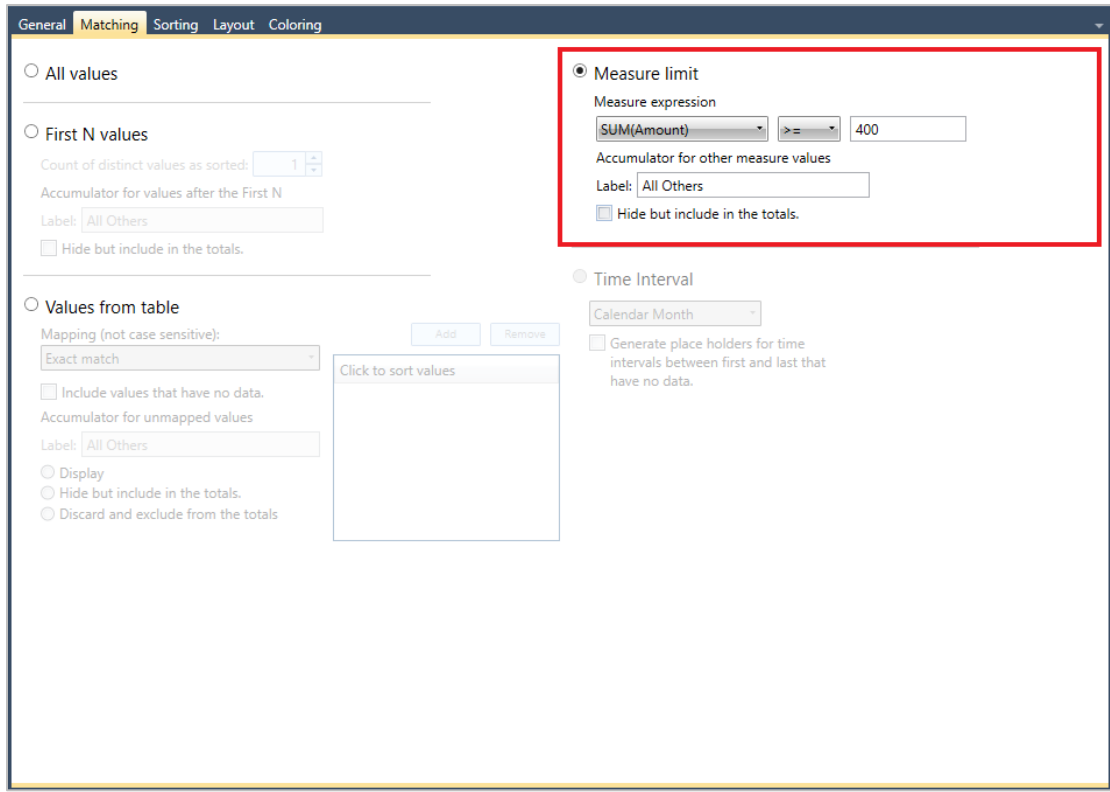 General Matching Sorting Layout Coloring
All values
First N values
Count of distinct values as sorted: 1
Accumulator for values after the First N
Label: All Others
Hide but include in the totals.
Values from table
Mapping (not case sensitive):
Exact match
Include values that have no data.
Accumulator for unmapped values
Label: All Others
Display
Hide but include in the totals.
Discard and exclude from the totals
Add Remove
Click to sort values
Measure limit
Measure expression
SUM(Amount) >= 400
Accumulator for other measure values
Label: All Others
Hide but include in the totals.
Time Interval
Calendar Month
Generate place holders for time
intervals between first and last that
have no data.